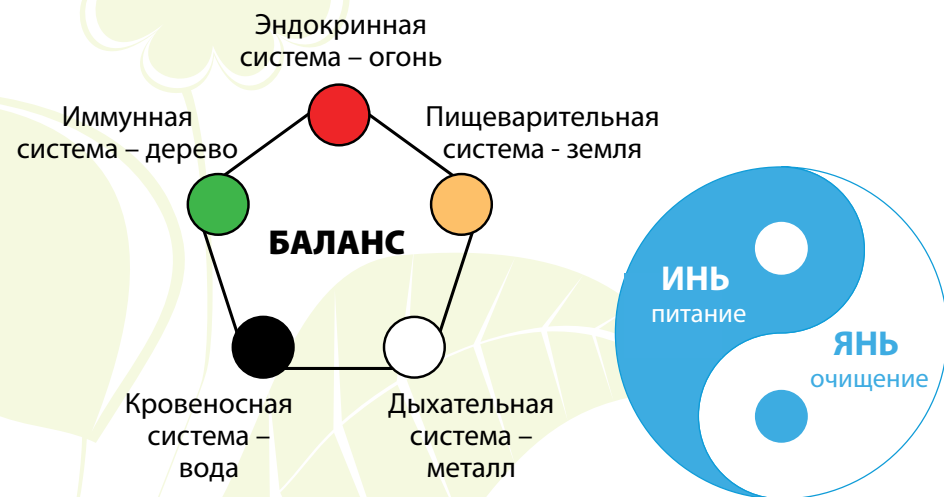 Эндокринная
система – огонь
Иммунная
система – дерево
Пищеварительная
система - земля
БАЛАНС
Кровеносная
система –
вода
Дыхательная
система –
металл
ИНЬ
питание
ЯНЬ
очищение